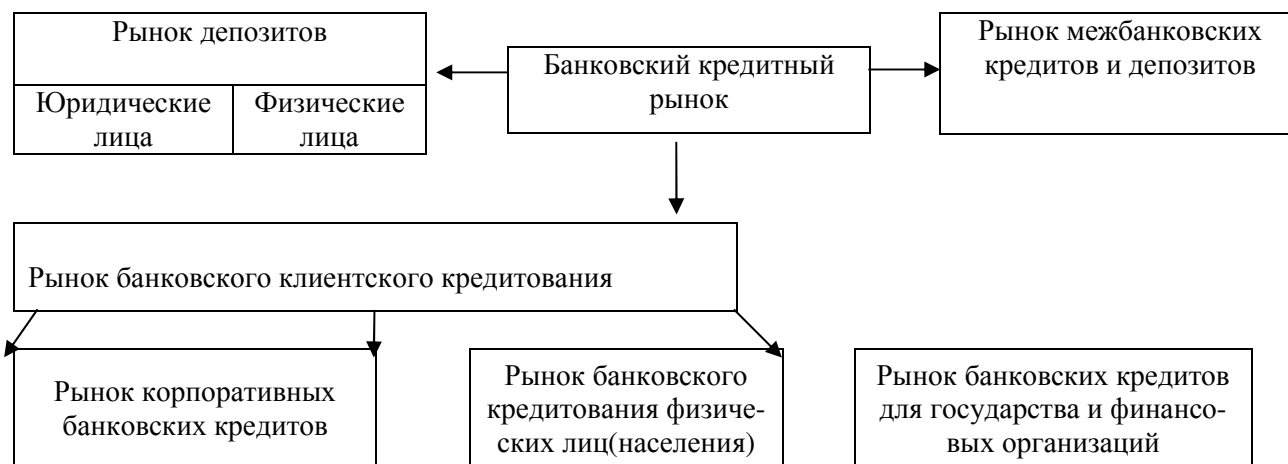 Рынок депозитов
Юридические
лица
Физические
лица
Банковский кредитный
рынок
Рынок межбанковских
кредитов и депозитов
Рынок банковского клиентского кредитования
Рынок корпоративных
банковских кредитов
Рынок банковского
кредитования физиче-
ских лиц(населения)
Рынок банковских кредитов
для государства и финансо-
вых организаций